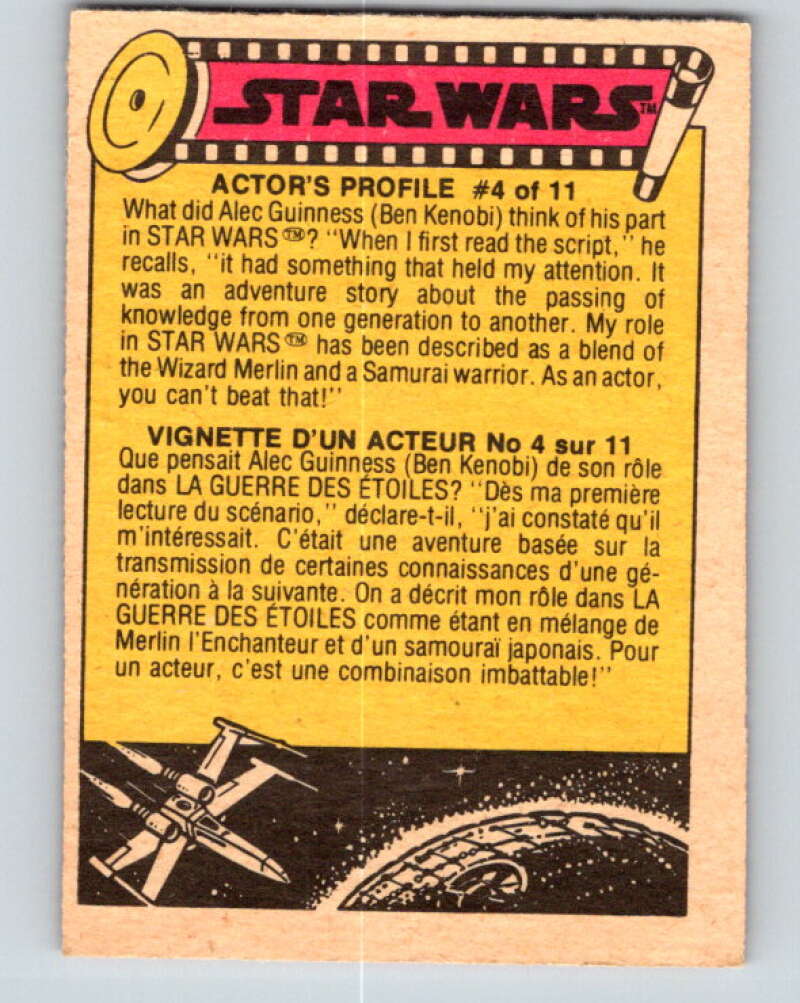 STAR WARS™
ACTOR'S PROFILE #4 of 11
What did Alec Guinness (Ben Kenobi) think of his part
in STAR WARS™? "When I first read the script," he
recalls, "it had something that held my attention. It
was an adventure story about the passing of
knowledge from one generation to another. My role
in STAR WARS™ has been described as a blend of
the Wizard Merlin and a Samurai warrior. As an actor,
you can't beat that!"
VIGNETTE D'UN ACTEUR No 4 sur 11
Que pensait Alec Guinness (Ben Kenobi) de son rôle
dans LA GUERRE DES ÉTOILES? "Dès ma première
lecture du scénario," déclare-t-il, "j'ai constaté qu'il
m'intéressait. C'était une aventure basée sur la
transmission de certaines connaissances d'une gé-
nération à la suivante. On a décrit mon rôle dans LA
GUERRE DES ÉTOILES comme étant en mélange de
Merlin l'Enchanteur et d'un samouraï japonais. Pour
un acteur, c'est une combinaison imbattable!"